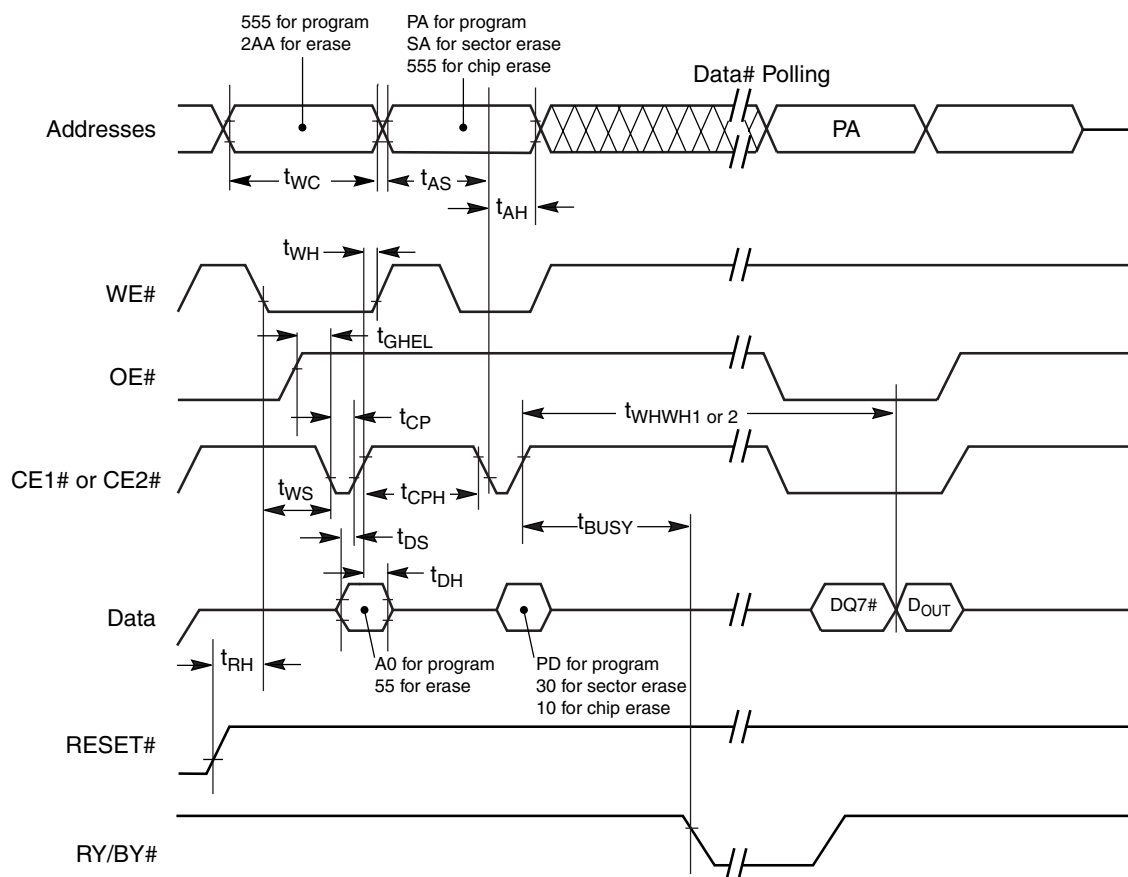 555 for program
2AA for erase
PA for program
SA for sector erase
555 for chip erase
Data# Polling
Addresses
PA
tWC
tAS
tAH
tWH
WE#
tGHEL
OE#
tWHWH1 or 2
tCP
CE1# or CE2#
tWS
tCPH
tBUSY
tDS
tDH
Data
DQ7#
DOUT
tRH
A0 for program
55 for erase
PD for program
30 for sector erase
10 for chip erase
RESET#
RY/BY#